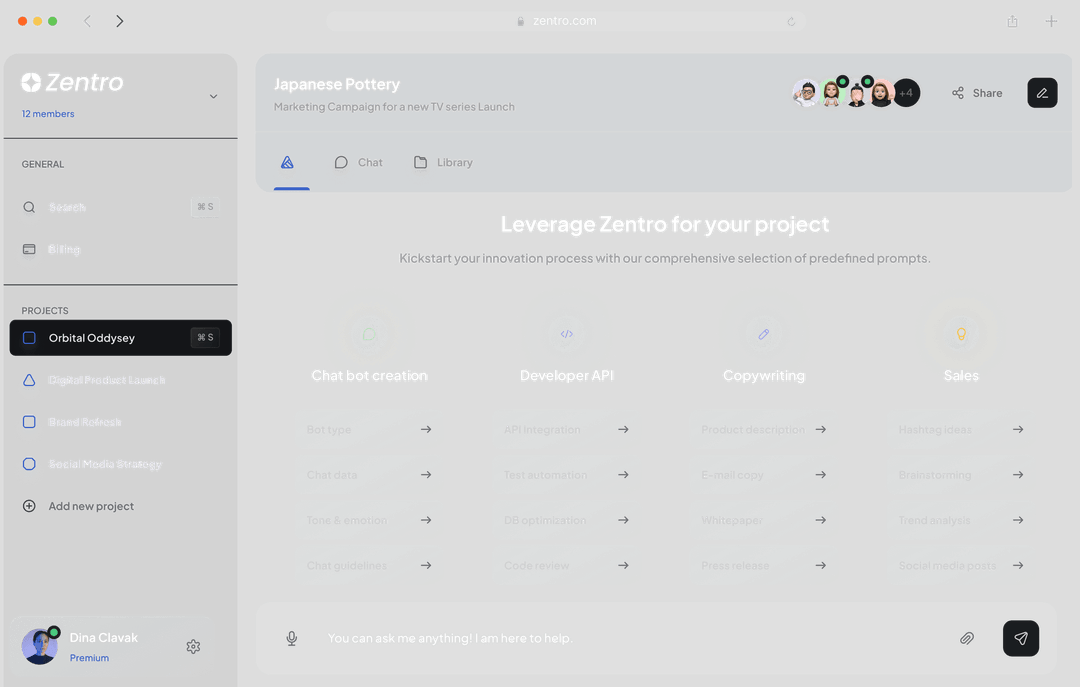 zentro.com
Zentro
12 members
GENERAL
Search ⌘ S
Billing
PROJECTS
Orbital Oddysey ⌘ S
Digital Product Launch
Brand Refresh
Social Media Strategy
Add new project
Dina Clavak
Premium
Japanese Pottery
Marketing Campaign for a new TV series Launch
+4
Share
Chat
Library
Leverage Zentro for your project
Kickstart your innovation process with our comprehensive selection of predefined prompts.
Chat bot creation
Bot type
Chat data
Tone & emotion
Chat guidelines
Developer API
API Integration
Test automation
DB optimization
Code review
Copywriting
Product description
E-mail copy
Whitepaper
Press release
Sales
Hashtag ideas
Brainstorming
Trend analysis
Social media posts
You can ask me anything! I am here to help.